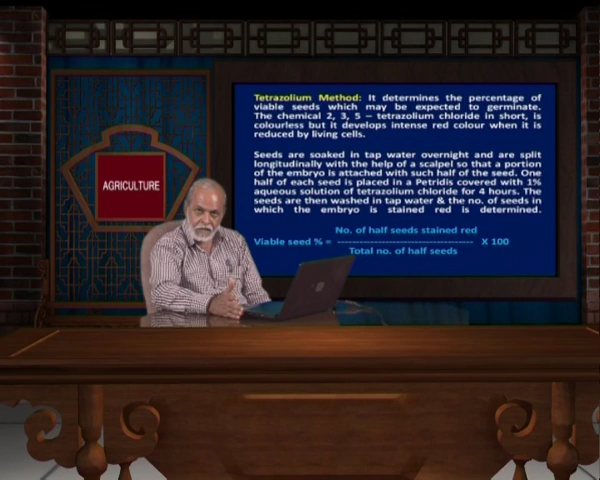 Tetrazolium Method: It determines the percentage of
viable seeds which may be expected to germinate.
The chemical 2, 3, 5 – tetrazolium chloride in short, is
colourless but it develops intense red colour when it is
reduced by living cells.
Seeds are soaked in tap water overnight and are split
longitudinally with the help of a scalpel so that a portion
of the embryo is attached with such half of the seed. One
half of each seed is placed in a Petridis covered with 1%
aqueous solution of tetrazolium chloride for 4 hours. The
seeds are then washed in tap water & the no. of seeds in
which the embryo is stained red is determined.
No. of half seeds stained red
Viable seed % = ---------------------------------------------- X 100
Total no. of half seeds
AGRICULTURE